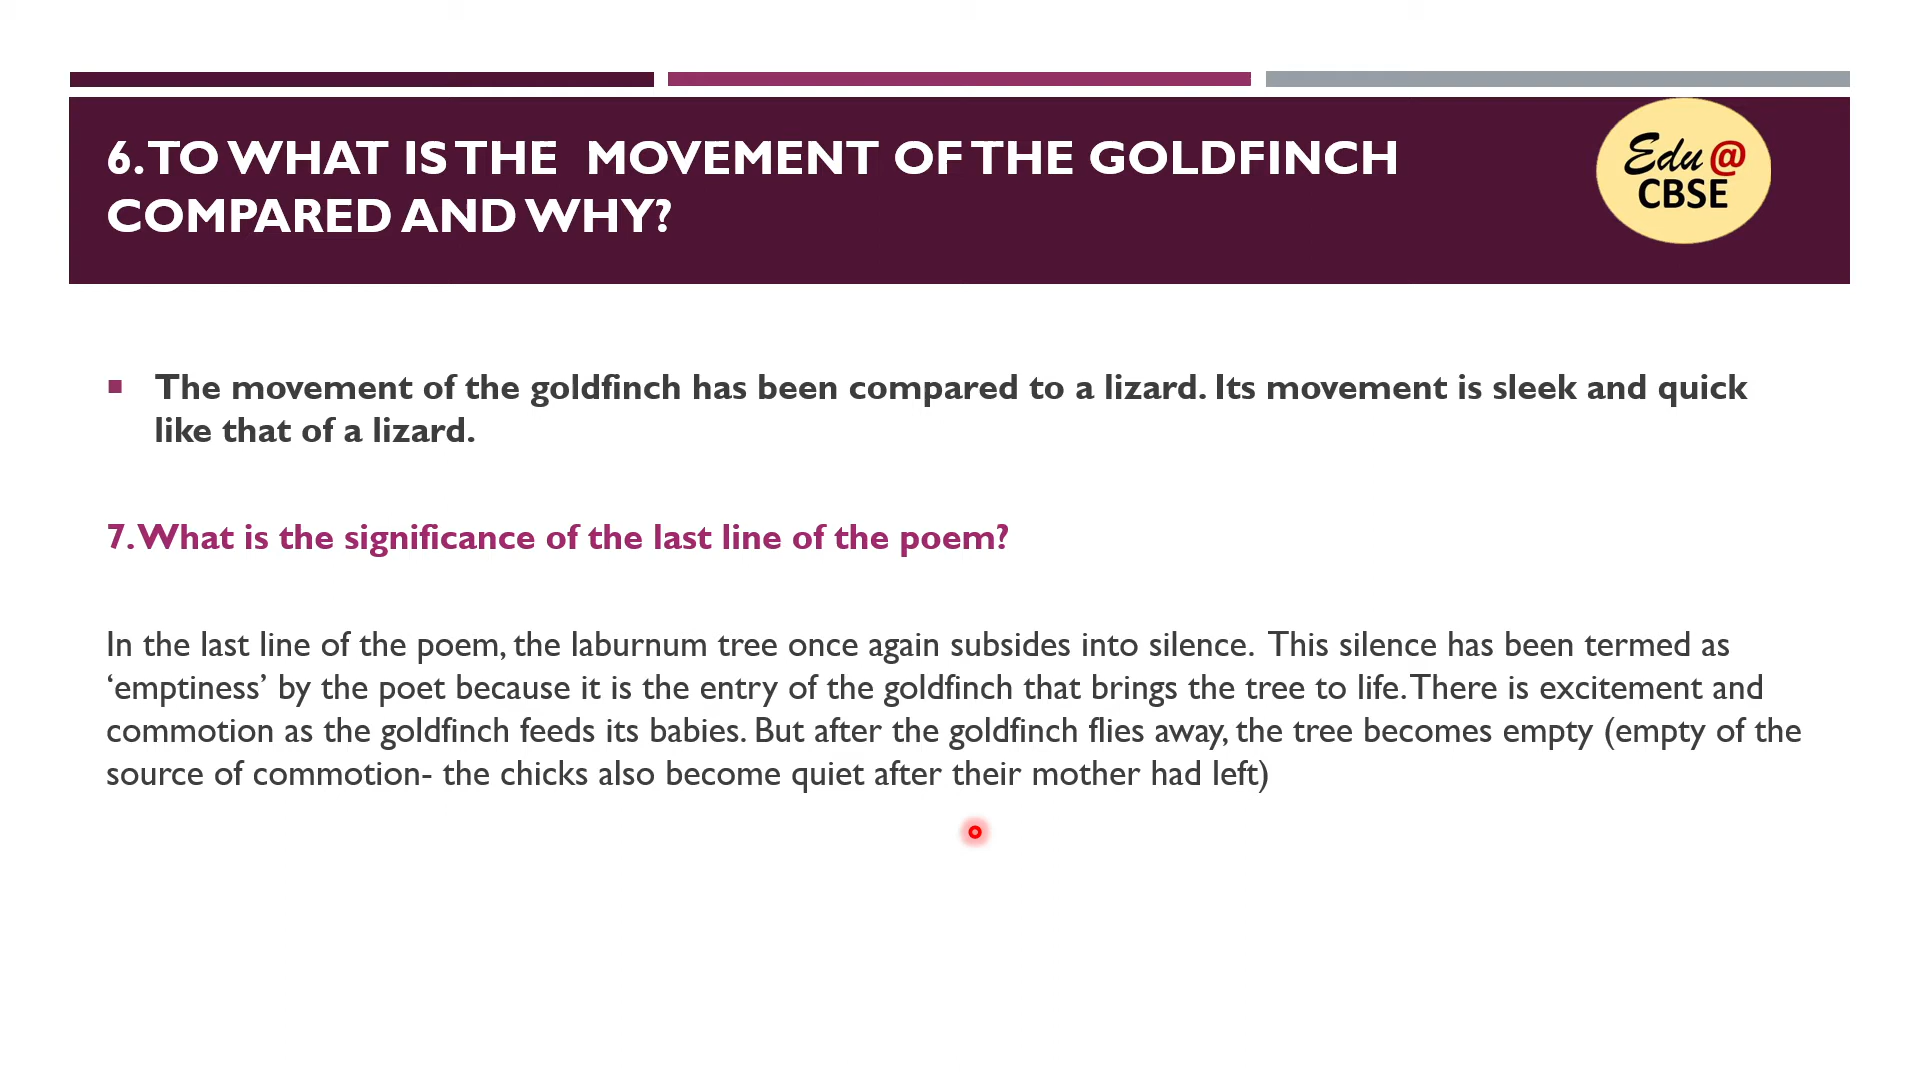 6. TO WHAT IS THE MOVEMENT OF THE GOLDFINCH
COMPARED AND WHY?
Edu @
CBSE
▪ The movement of the goldfinch has been compared to a lizard. Its movement is sleek and quick
like that of a lizard.
7. What is the significance of the last line of the poem?
In the last line of the poem, the laburnum tree once again subsides into silence. This silence has been termed as
‘emptiness’ by the poet because it is the entry of the goldfinch that brings the tree to life. There is excitement and
commotion as the goldfinch feeds its babies. But after the goldfinch flies away, the tree becomes empty (empty of the
source of commotion- the chicks also become quiet after their mother had left)